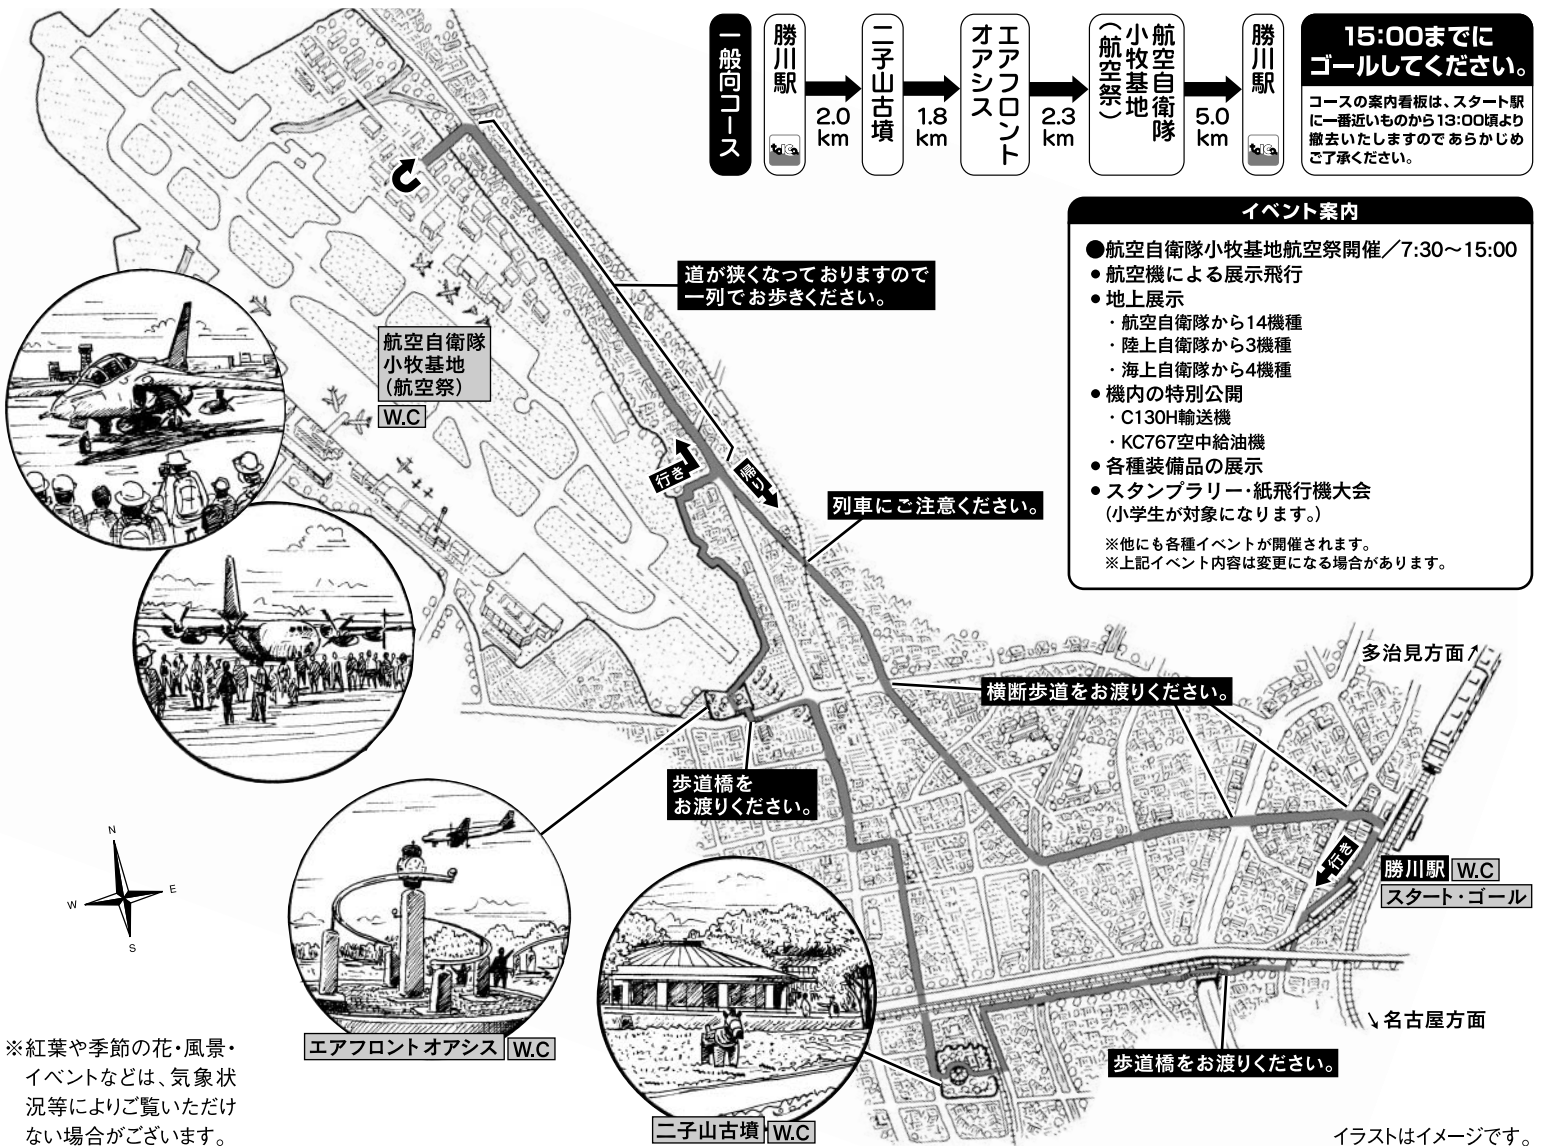 一般向コース
勝川駅
toica
2.0
km
二子山古墳
1.8
km
エアフロント
オアシス
2.3
km
航空自衛隊
小牧基地
（航空祭）
5.0
km
勝川駅
toica
15:00までに
ゴールしてください。
コースの案内看板は、スタート駅
に一番近いものから13:00頃より
撤去いたしますのであらかじめ
ご了承ください。
イベント案内
●航空自衛隊小牧基地航空祭開催／7:30〜15:00
• 航空機による展示飛行
• 地上展示
・航空自衛隊から14機種
・陸上自衛隊から3機種
・海上自衛隊から4機種
• 機内の特別公開
・C130H輸送機
・KC767空中給油機
• 各種装備品の展示
• スタンプラリー・紙飛行機大会
(小学生が対象になります。)
※他にも各種イベントが開催されます。
※上記イベント内容は変更になる場合があります。
道が狭くなっておりますので
一列でお歩きください。
航空自衛隊
小牧基地
(航空祭)
W.C
行き
帰り
列車にご注意ください。
多治見方面
横断歩道をお渡りください。
歩道橋を
お渡りください。
行き
勝川駅
W.C
スタート・ゴール
N
W
E
S
名古屋方面
エアフロントオアシス
W.C
歩道橋をお渡りください。
二子山古墳
W.C
※紅葉や季節の花・風景・
イベントなどは、気象状
況等によりご覧いただけ
ない場合がございます。
イラストはイメージです。